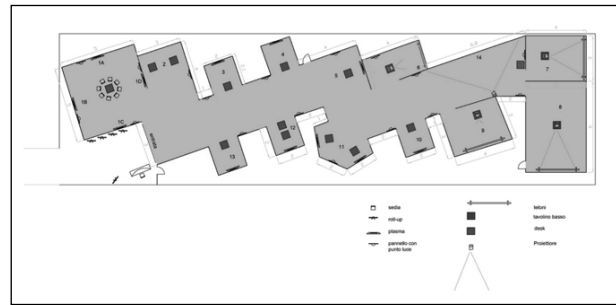 1A
1B
1C
1D
2
3
4
5
6
7
8
9
10
11
12
13
14
entrata
sedia
roll-up
plasma
pannello con
punto luce
teloni
tavolino basso
desk
Proiettore